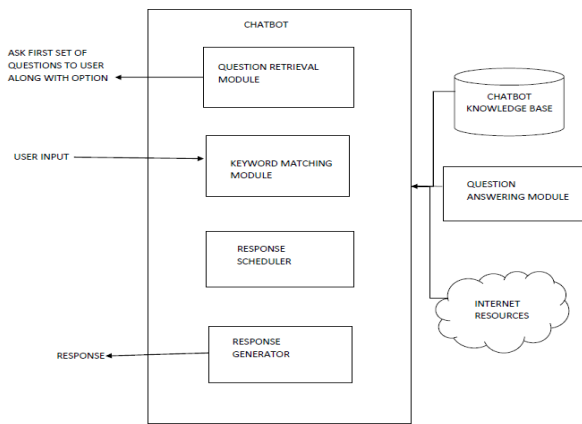 CHATBOT
ASK FIRST SET OF
QUESTIONS TO USER
ALONG WITH OPTION
QUESTION RETRIEVAL
MODULE
CHATBOT
KNOWLEDGE BASE
USER INPUT
KEYWORD MATCHING
MODULE
QUESTION
ANSWERING MODULE
RESPONSE
SCHEDULER
INTERNET
RESOURCES
RESPONSE
RESPONSE
GENERATOR